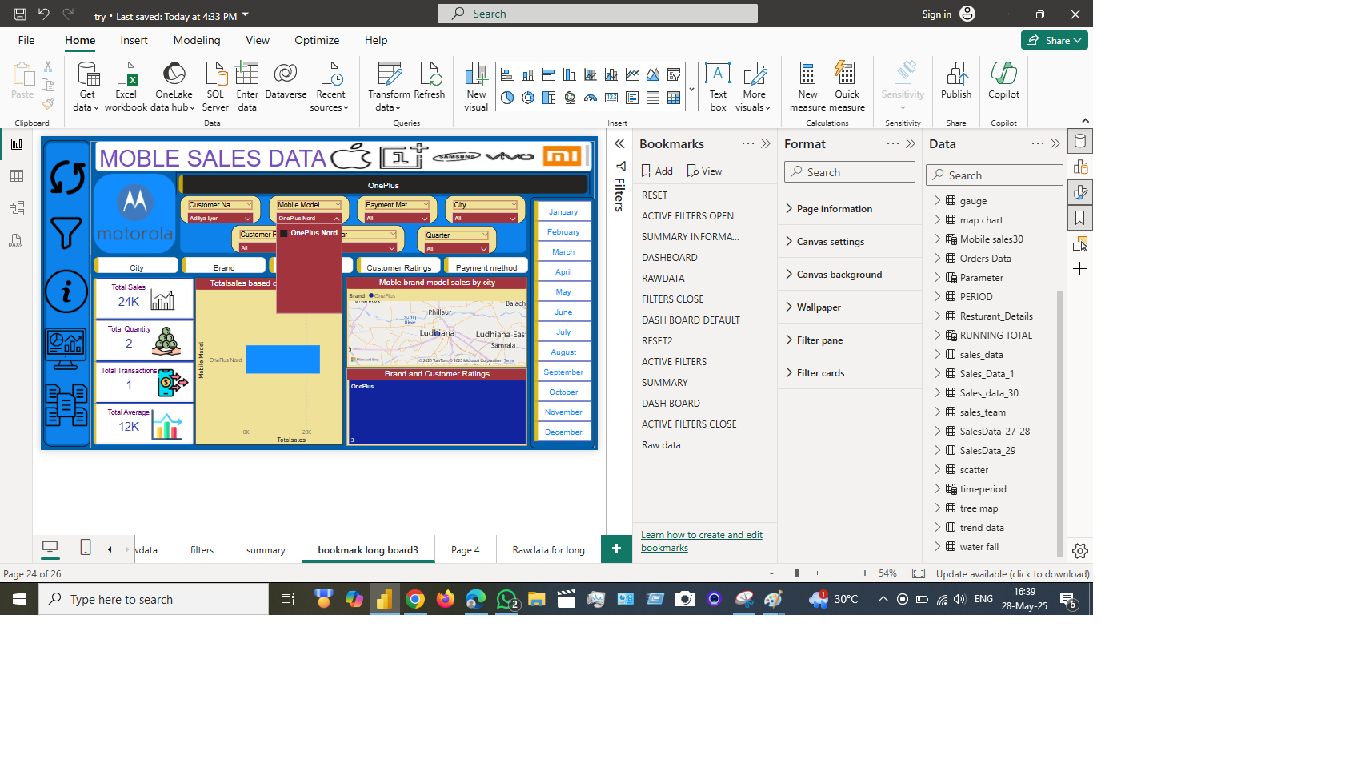 try • Last saved: Today at 4:33 PM
Search
Sign in
File Home Insert Modeling View Optimize Help
Share
Paste
Get data
Excel workbook
OneLake data hub
SQL Server
Enter data
Dataverse
Recent sources
Transform data
Refresh
New visual
Text box
More visuals
New measure
Quick measure
Sensitivity
Publish
Copilot
Clipboard Data Queries Insert Calculations Sensitivity Share Copilot
MOBLE SALES DATA
SAMSUNG
vivo
motorola
OnePlus
Customer Na...
Aditya Iyer
Mobile Model
OnePlus Nord
Payment Met...
All
City
All
OnePlus Nord
All
All
Quarter
All
City
Brand
Customer Ratings
Payment method
Total Sales
24K
Total Quantity
2
Total Transactions
1
Total Average
12K
Totalsales based
Mobile Model
OnePlus Nord
0K 20K
Totalsales
Moble brand model sales by city
Brand OnePlus
Phillaur
Ludhiana
Ludhiana East
Samrala
Brand and Customer Ratings
OnePlus
3
January
February
March
April
May
June
July
August
September
October
November
December
Filters
Bookmarks
Add View
RESET
ACTIVE FILTERS OPEN
SUMMARY INFORMA...
DASHBOARD
RAWDATA
FILTERS CLOSE
DASH BOARD DEFAULT
RESET2
ACTIVE FILTERS
SUMMARY
DASH BOARD
ACTIVE FILTERS CLOSE
Raw data
Learn how to create and edit
bookmarks
Format
Search
Page information
Canvas settings
Canvas background
Wallpaper
Filter pane
Filter cards
Data
Search
gauge
map chart
Mobile sales30
Orders Data
Parameter
PERIOD
Resturant_Details
RUNNING TOTAL
sales_data
Sales_Data_1
Sales_data_30
sales_team
SalesData_27-28
SalesData_29
scatter
timeperiod
tree map
trend data
water fall
filters
summary
bookmark long board3
Page 4
Rawdata for long
Page 24 of 26
54%
Update available (click to download)
Type here to search
30°C
ENG
16:39
28-May-25